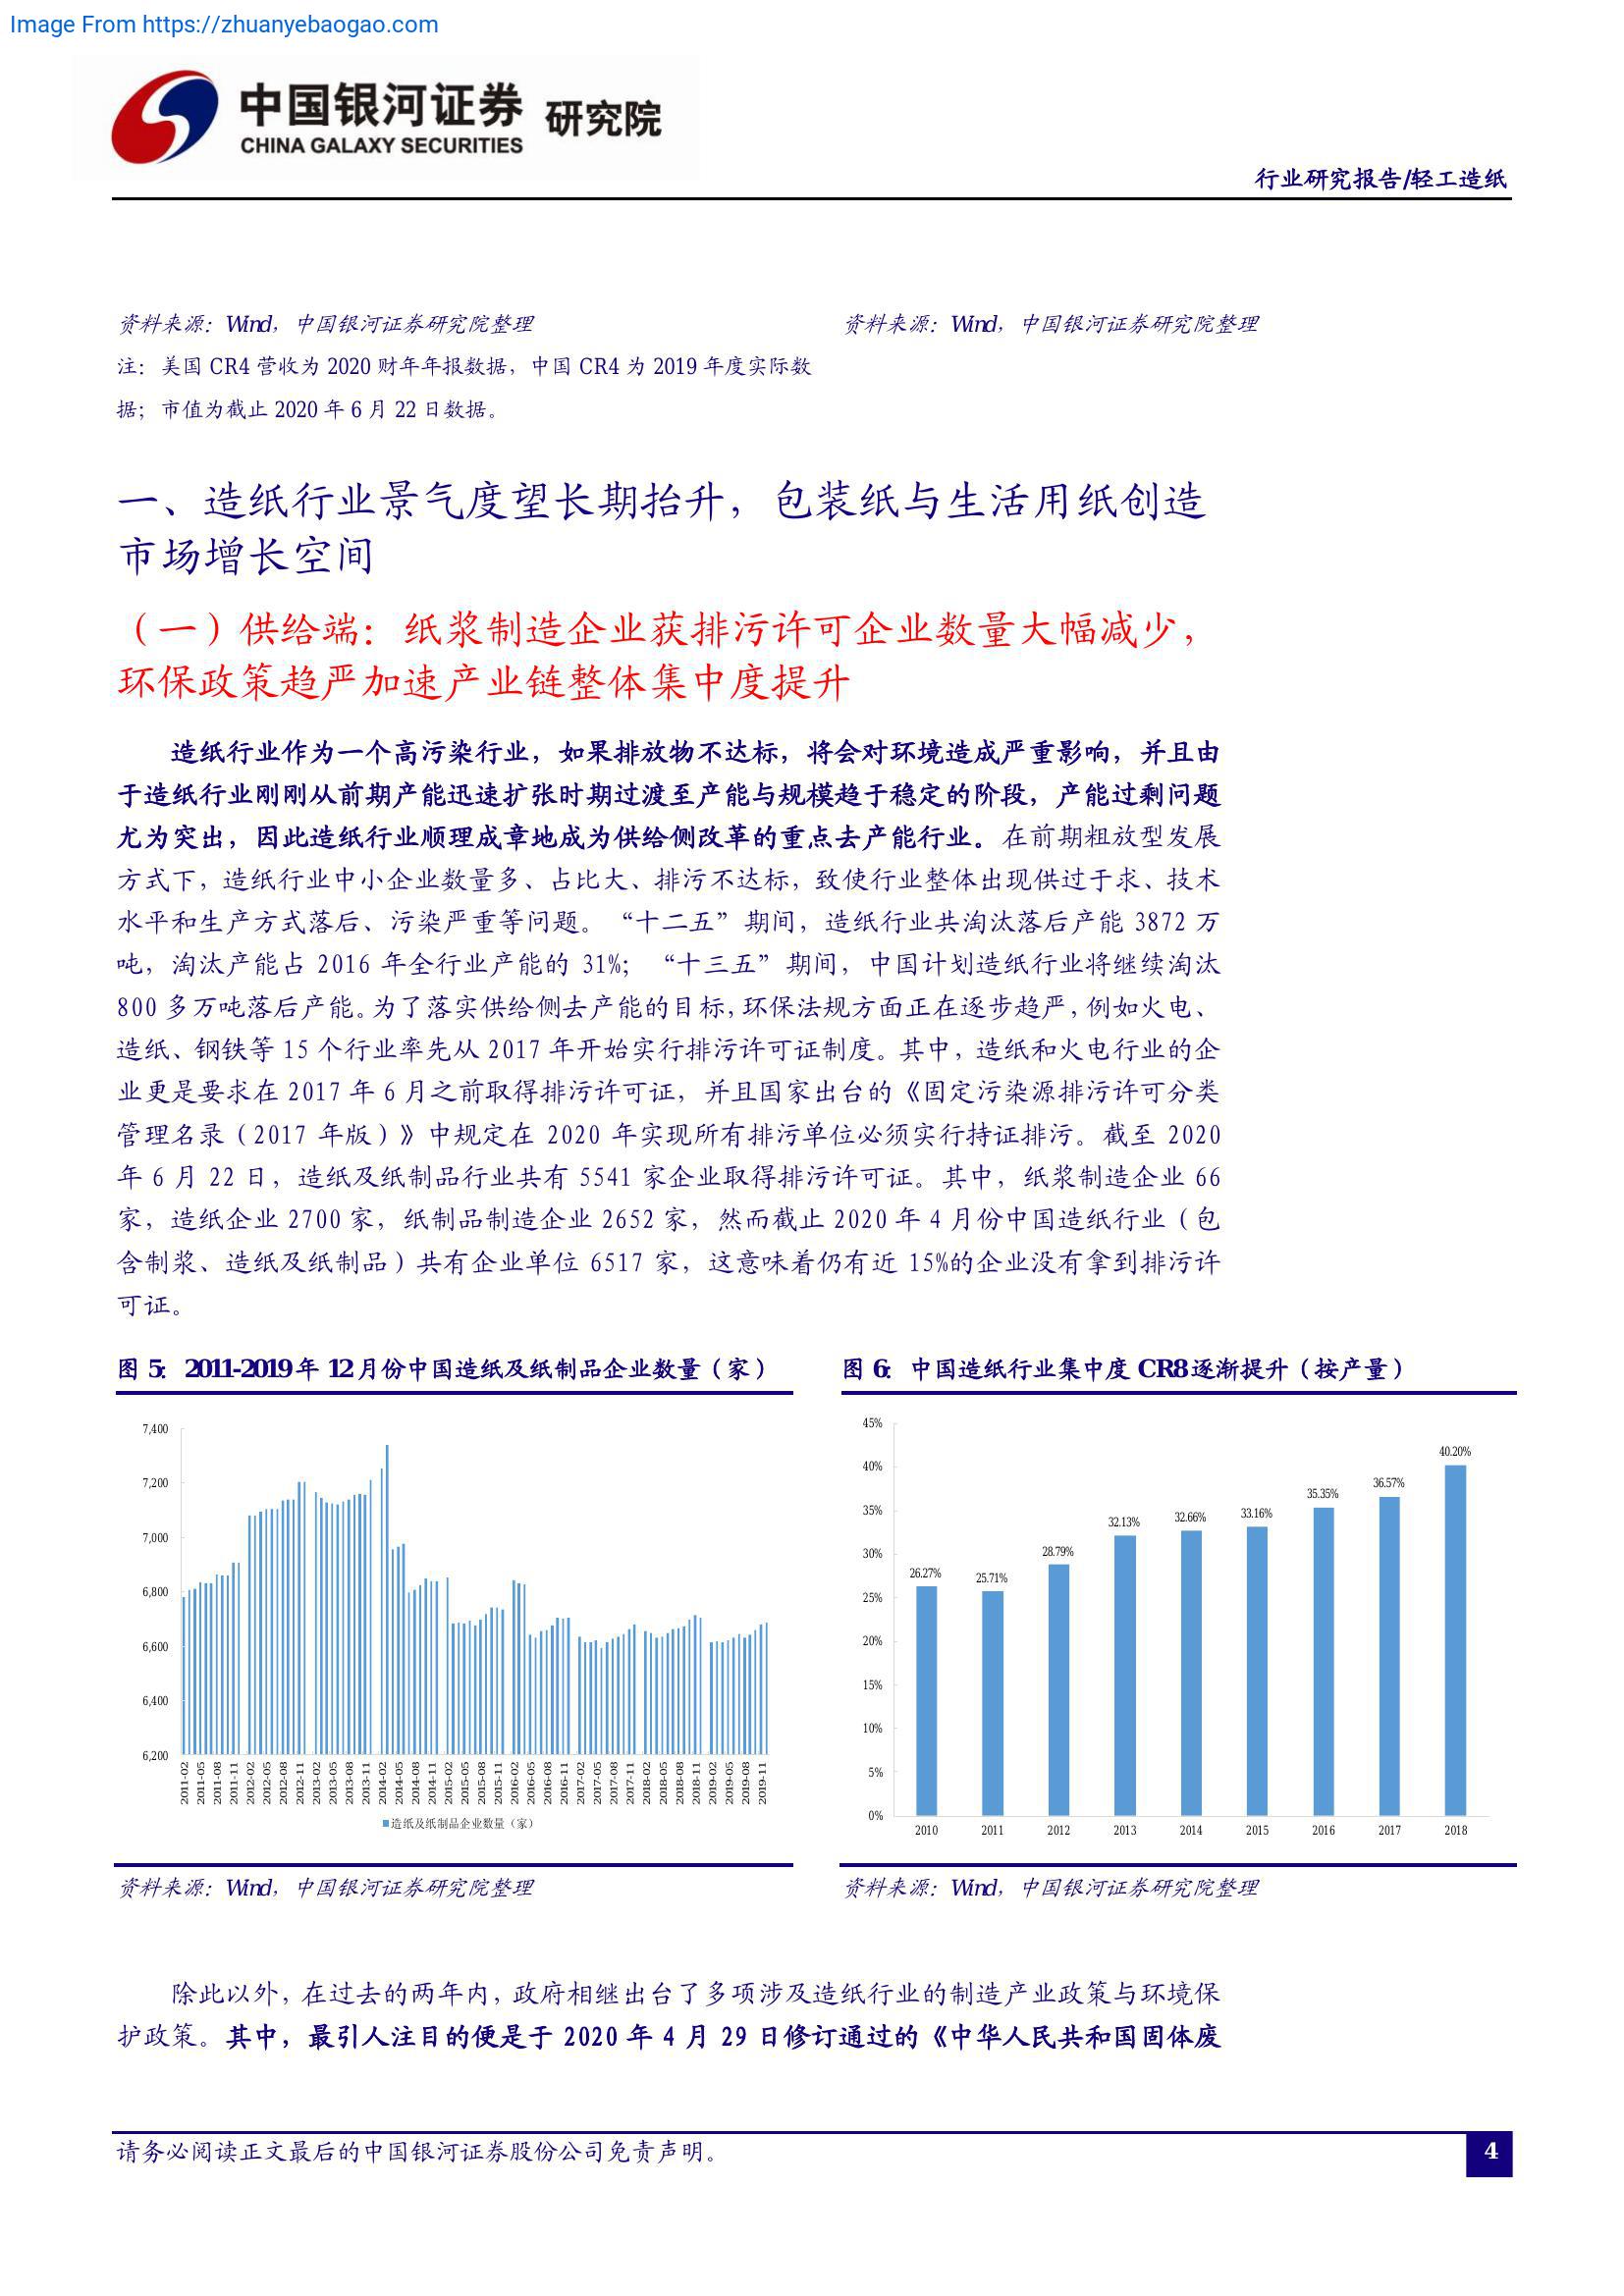 Image From https://zhuanyebaogao.com
中国银河证券 研究院
CHINA GALAXY SECURITIES
行业研究报告/轻工造纸
资料来源：Wind，中国银河证券研究院整理
注：美国 CR4 营收为 2020 财年年报数据，中国 CR4 为 2019 年度实际数
据；市值为截止 2020 年 6 月 22 日数据。
资料来源：Wind，中国银河证券研究院整理
一、造纸行业景气度望长期抬升，包装纸与生活用纸创造
市场增长空间
（一）供给端：纸浆制造企业获排污许可企业数量大幅减少，
环保政策趋严加速产业链整体集中度提升
造纸行业作为一个高污染行业，如果排放物不达标，将会对环境造成严重影响，并且由
于造纸行业刚刚从前期产能迅速扩张时期过渡至产能与规模趋于稳定的阶段，产能过剩问题
尤为突出，因此造纸行业顺理成章地成为供给侧改革的重点去产能行业。在前期粗放型发展
方式下，造纸行业中小企业数量多、占比大、排污不达标，致使行业整体出现供过于求、技术
水平和生产方式落后、污染严重等问题。“十二五”期间，造纸行业共淘汰落后产能 3872 万
吨，淘汰产能占 2016 年全行业产能的 31%；“十三五”期间，中国计划造纸行业将继续淘汰
800 多万吨落后产能。为了落实供给侧去产能的目标，环保法规方面正在逐步趋严，例如火电、
造纸、钢铁等 15 个行业率先从 2017 年开始实行排污许可证制度。其中，造纸和火电行业的企
业更是要求在 2017 年 6 月之前取得排污许可证，并且国家出台的《固定污染源排污许可分类
管理名录（2017 年版）》中规定在 2020 年实现所有排污单位必须实行持证排污。截至 2020
年 6 月 22 日，造纸及纸制品行业共有 5541 家企业取得排污许可证。其中，纸浆制造企业 66
家，造纸企业 2700 家，纸制品制造企业 2652 家，然而截止 2020 年 4 月份中国造纸行业（包
含制浆、造纸及纸制品）共有企业单位 6517 家，这意味着仍有近 15%的企业没有拿到排污许
可证。
图 5：2011-2019 年 12 月份中国造纸及纸制品企业数量（家）
7,400
7,200
7,000
6,800
6,600
6,400
6,200
2011-02
2011-05
2011-08
2011-11
2012-02
2012-05
2012-08
2012-11
2013-02
2013-05
2013-08
2013-11
2014-02
2014-05
2014-08
2014-11
2015-02
2015-05
2015-08
2015-11
2016-02
2016-05
2016-08
2016-11
2017-02
2017-05
2017-08
2017-11
2018-02
2018-05
2018-08
2018-11
2019-02
2019-05
2019-08
2019-11
造纸及纸制品企业数量（家）
资料来源：Wind，中国银河证券研究院整理
图 6：中国造纸行业集中度 CR8 逐渐提升（按产量）
45%
40%
35%
30%
25%
20%
15%
10%
5%
0%
26.27%
25.71%
28.79%
32.13%
32.66%
33.16%
35.35%
36.57%
40.20%
2010
2011
2012
2013
2014
2015
2016
2017
2018
资料来源：Wind，中国银河证券研究院整理
除此以外，在过去的两年内，政府相继出台了多项涉及造纸行业的制造产业政策与环境保
护政策。其中，最引人注目的便是于 2020 年 4 月 29 日修订通过的《中华人民共和国固体废
请务必阅读正文最后的中国银河证券股份公司免责声明。
4